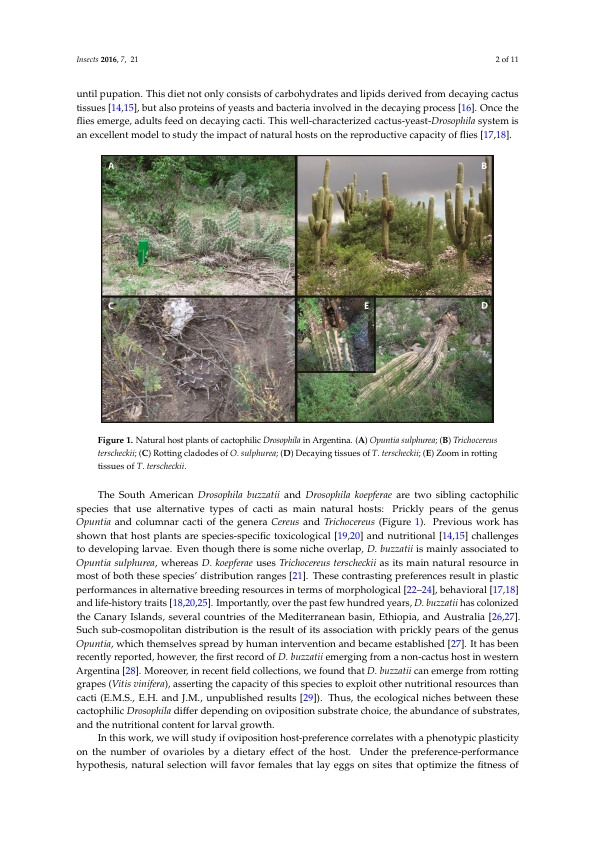 Insects 2016, 7, 21
2 of 11
until pupation. This diet not only consists of carbohydrates and lipids derived from decaying cactus
tissues [14,15], but also proteins of yeasts and bacteria involved in the decaying process [16]. Once the
flies emerge, adults feed on decaying cacti. This well-characterized cactus-yeast-Drosophila system is
an excellent model to study the impact of natural hosts on the reproductive capacity of flies [17,18].
A
B
C
E
D
Figure 1. Natural host plants of cactophilic Drosophila in Argentina. (A) Opuntia sulphurea; (B) Trichocereus
terscheckii; (C) Rotting cladodes of O. sulphurea; (D) Decaying tissues of T. terscheckii; (E) Zoom in rotting
tissues of T. terscheckii.
The South American Drosophila buzzatii and Drosophila koepferae are two sibling cactophilic
species that use alternative types of cacti as main natural hosts: Prickly pears of the genus
Opuntia and columnar cacti of the genera Cereus and Trichocereus (Figure 1). Previous work has
shown that host plants are species-specific toxicological [19,20] and nutritional [14,15] challenges
to developing larvae. Even though there is some niche overlap, D. buzzatii is mainly associated to
Opuntia sulphurea, whereas D. koepferae uses Trichocereus terscheckii as its main natural resource in
most of both these species' distribution ranges [21]. These contrasting preferences result in plastic
performances in alternative breeding resources in terms of morphological [22–24], behavioral [17,18]
and life-history traits [18,20,25]. Importantly, over the past few hundred years, D. buzzatii has colonized
the Canary Islands, several countries of the Mediterranean basin, Ethiopia, and Australia [26,27].
Such sub-cosmopolitan distribution is the result of its association with prickly pears of the genus
Opuntia, which themselves spread by human intervention and became established [27]. It has been
recently reported, however, the first record of D. buzzatii emerging from a non-cactus host in western
Argentina [28]. Moreover, in recent field collections, we found that D. buzzatii can emerge from rotting
grapes (Vitis vinifera), asserting the capacity of this species to exploit other nutritional resources than
cacti (E.M.S., E.H. and J.M., unpublished results [29]). Thus, the ecological niches between these
cactophilic Drosophila differ depending on oviposition substrate choice, the abundance of substrates,
and the nutritional content for larval growth.
In this work, we will study if oviposition host-preference correlates with a phenotypic plasticity
on the number of ovarioles by a dietary effect of the host. Under the preference-performance
hypothesis, natural selection will favor females that lay eggs on sites that optimize the fitness of